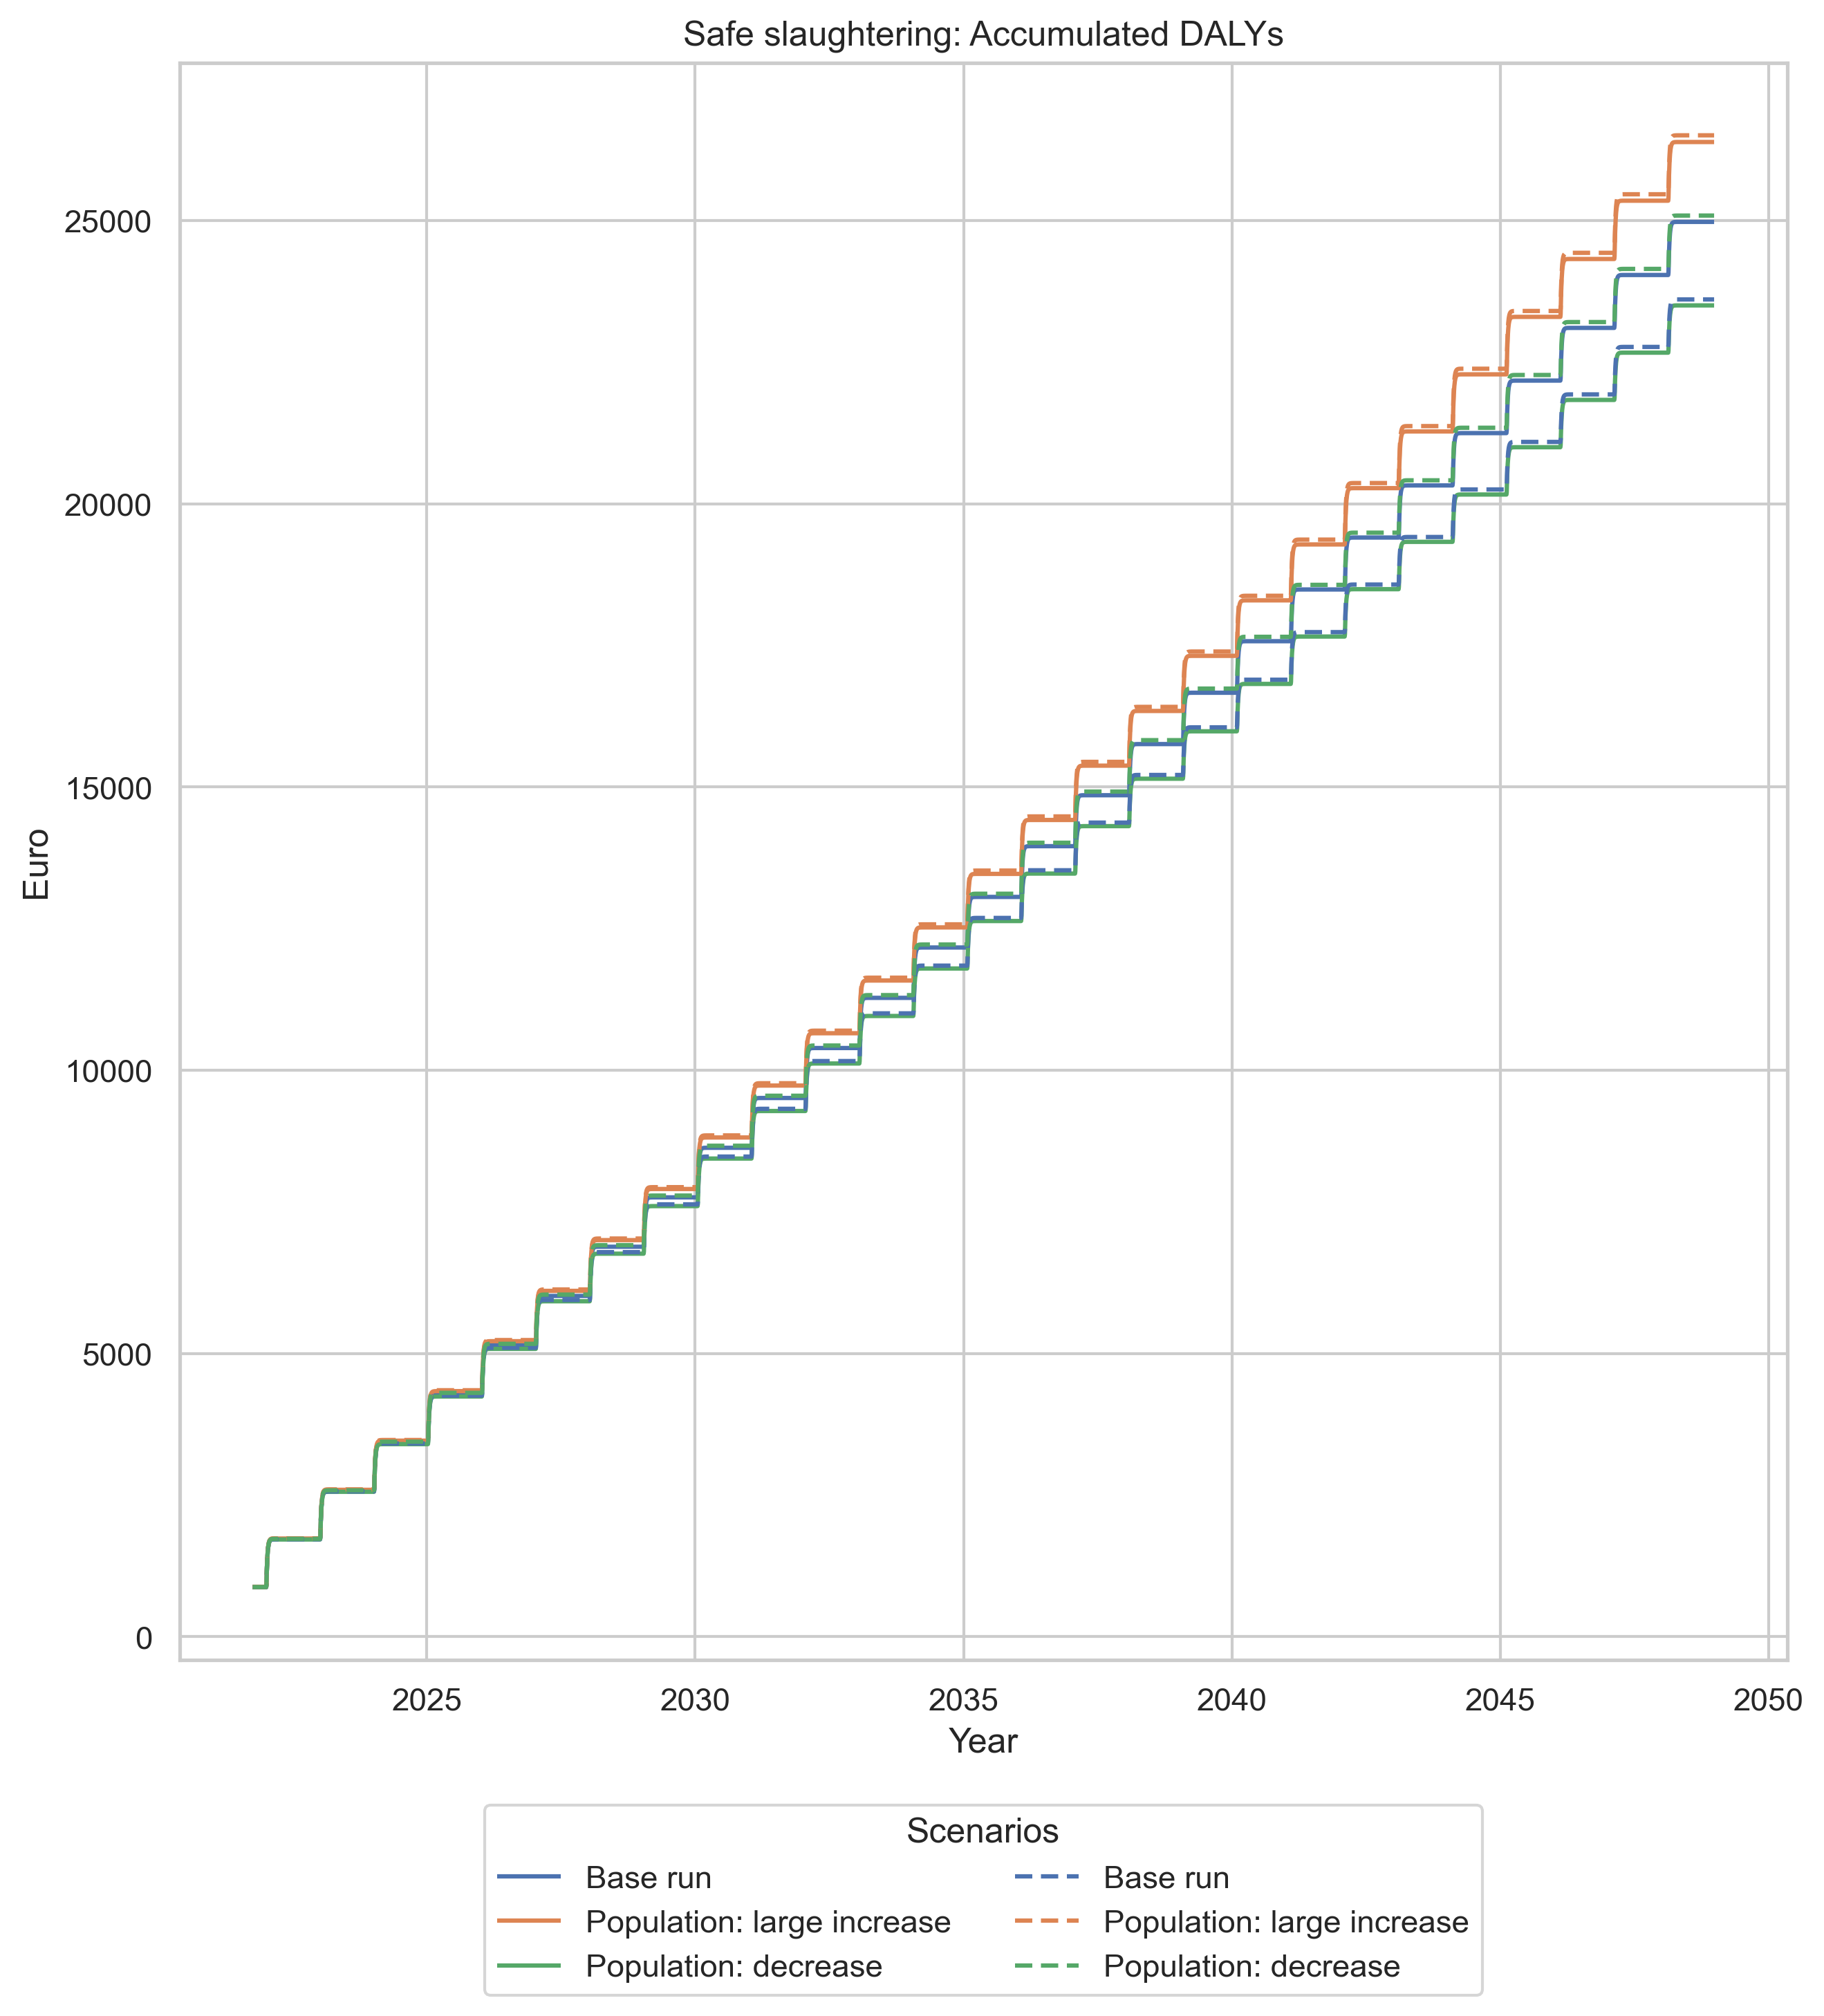 Safe slaughtering: Accumulated DALYs
25000
20000
15000
10000
5000
0
Euro
2025 2030 2035 2040 2045 2050
Year
Scenarios
Base run Base run
Population: large increase Population: large increase
Population: decrease Population: decrease